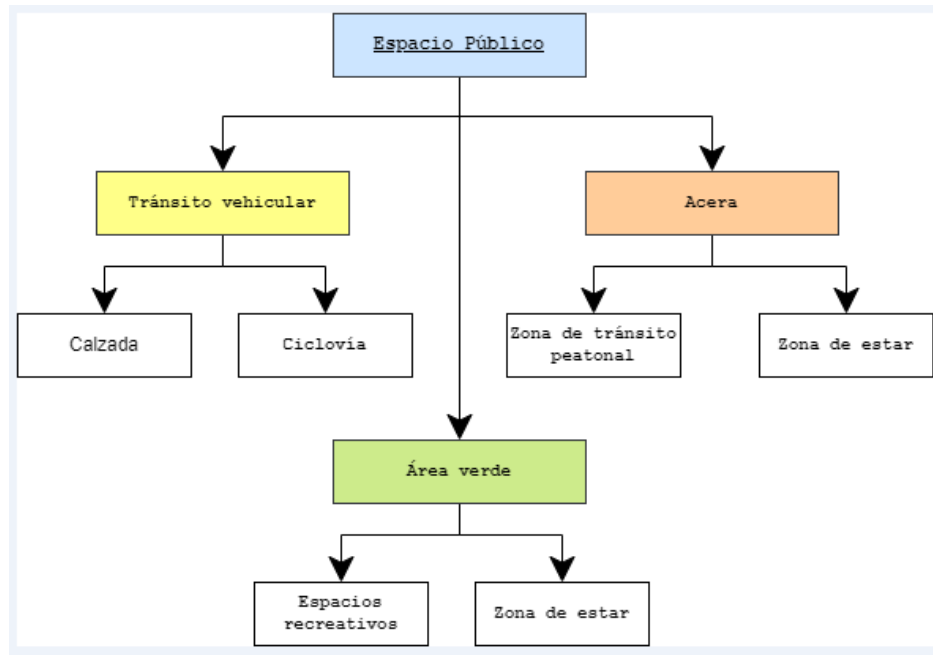 Espacio Público
Tránsito vehicular
Acera
Calzada
Ciclovía
Zona de tránsito
peatonal
Zona de estar
Área verde
Espacios
recreativos
Zona de estar